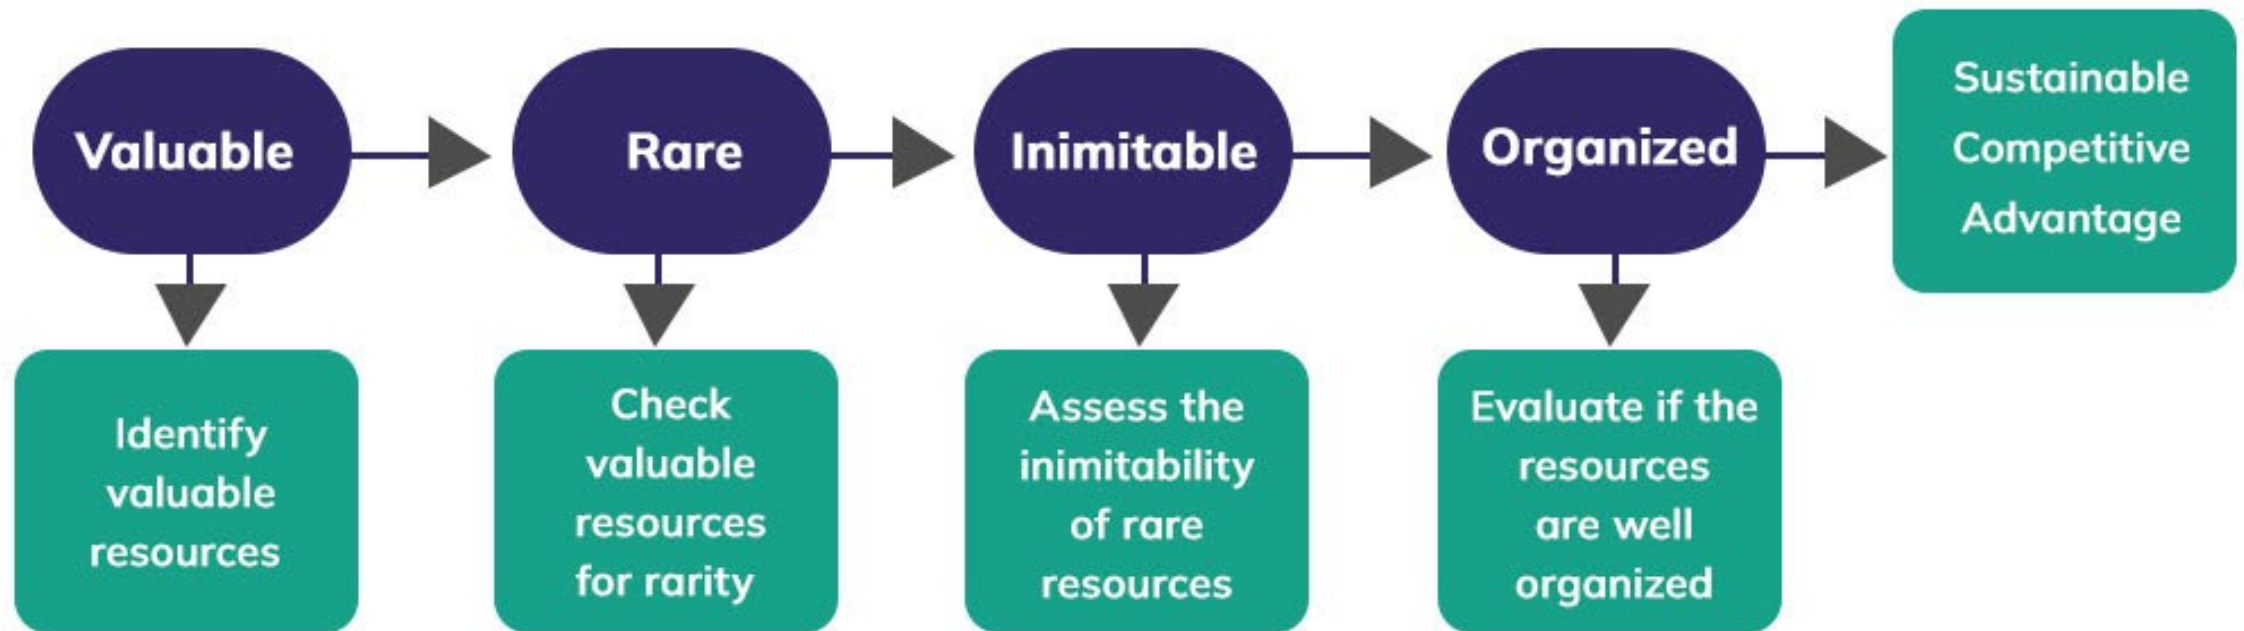 Valuable
Rare
Inimitable
Organized
Sustainable
Competitive
Advantage
Identify
valuable
resources
Check
valuable
resources
for rarity
Assess the
inimitability
of rare
resources
Evaluate if the
resources
are well
organized